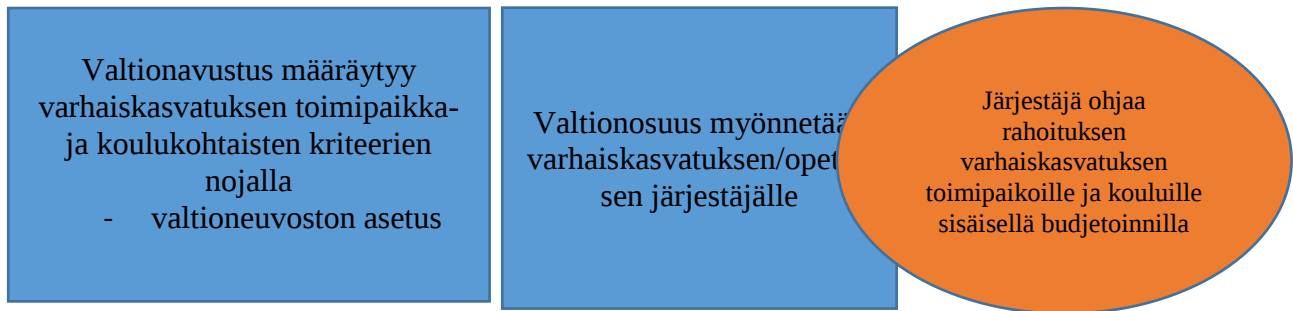 Valtionavustus määräytyy
varhaiskasvatuksen toimipaikka-
ja koulukohtaisten kriteerien
nojalla
- valtioneuvoston asetus
Valtionosuus myönnetää
varhaiskasvatuksen/opet
sen järjestäjälle
Järjestäjä ohjaa
rahoituksen
varhaiskasvatuksen
toimipaikoille ja kouluille
sisäisellä budjetoinnilla